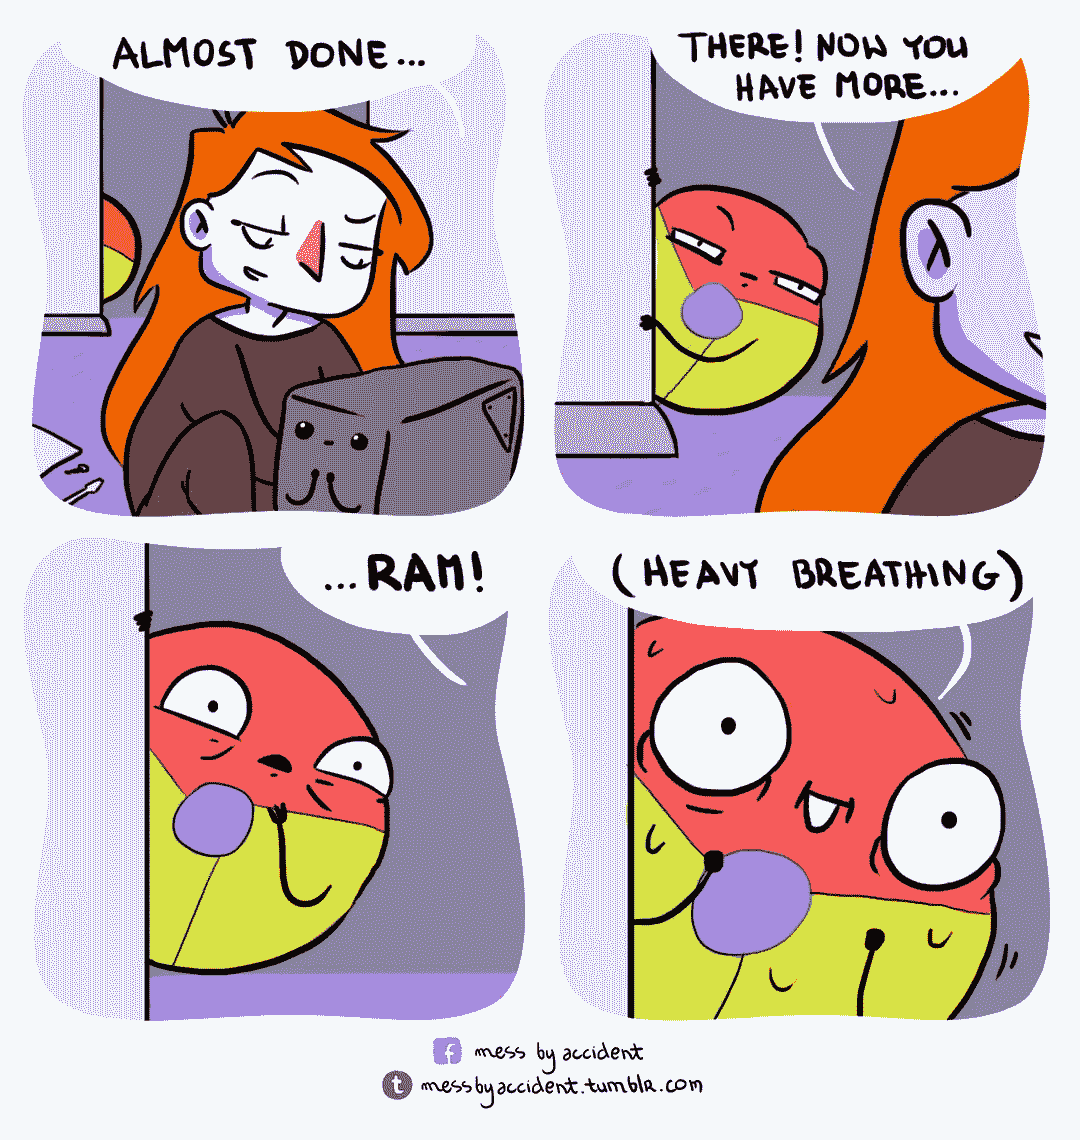 ALMOST DONE...
THERE! NOW YOU
HAVE MORE...
...RAM!
(HEAVY BREATHING)
f mess by accident
t messbyaccident.tumblr.com